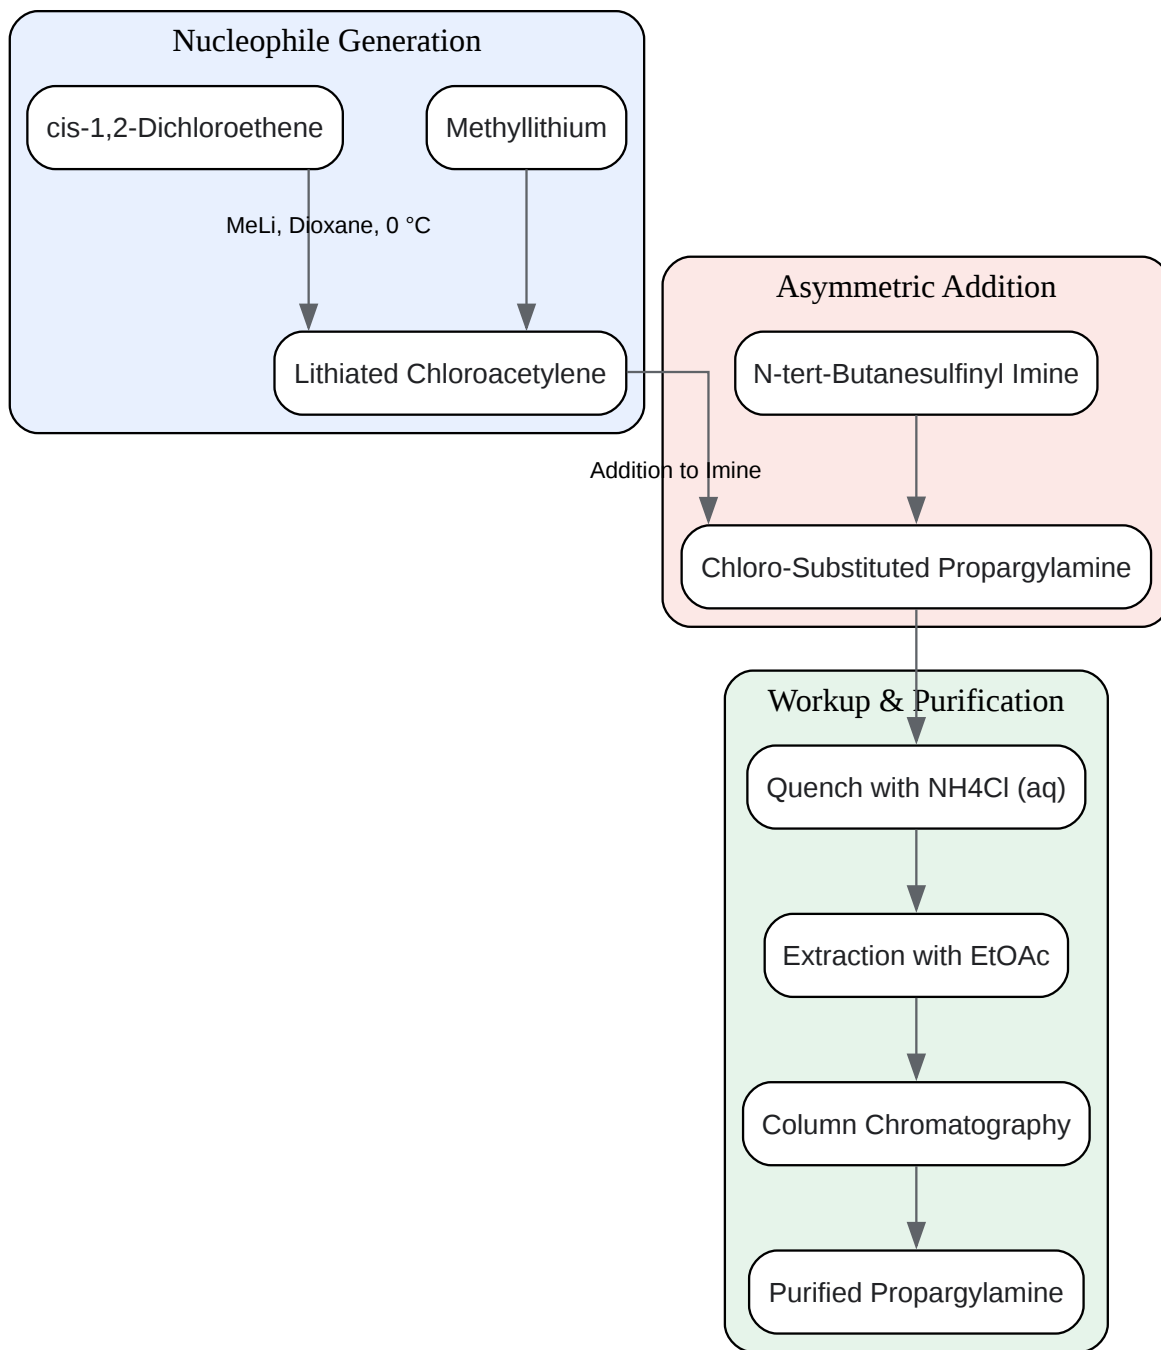 Nucleophile Generation
cis-1,2-Dichloroethene
Methyllithium
MeLi, Dioxane, 0 °C
Lithiated Chloroacetylene
Asymmetric Addition
N-tert-Butanesulfinyl Imine
Addition to Imine
Chloro-Substituted Propargylamine
Workup & Purification
Quench with NH4Cl (aq)
Extraction with EtOAc
Column Chromatography
Purified Propargylamine